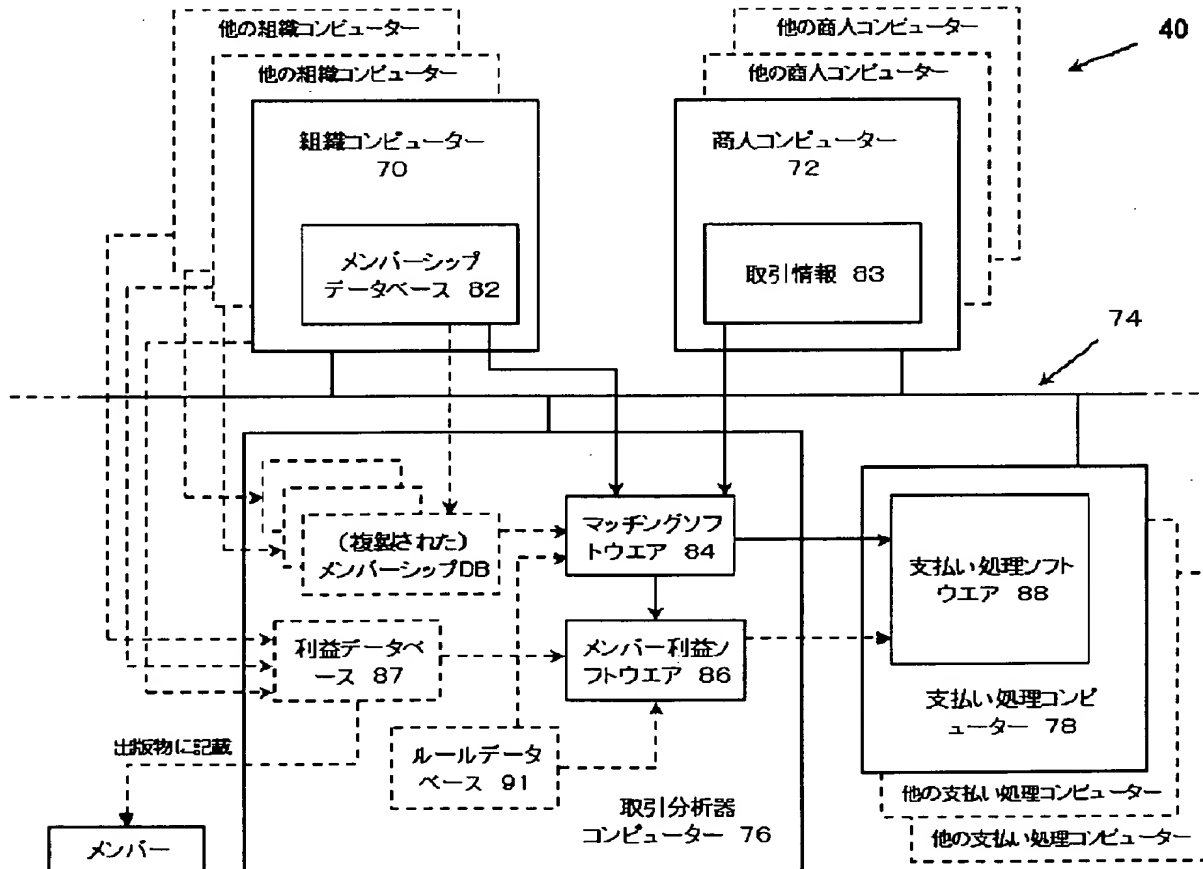 他の組織コンピューター
他の組織コンピューター
組織コンピューター
70
メンバーシップ
データベース 82
他の商人コンピューター
他の商人コンピューター
商人コンピューター
72
取引情報 83
40
74
(複製された)
メンバーシップDB
マッチングソフ
トウエア 84
利益データベ
ース 87
メンバー利益ソ
フトウエア 86
ルールデータ
ベース 91
取引分析器
コンピューター 76
支払い処理ソフト
ウエア 88
支払い処理コンピ
ューター 78
他の支払い処理コンピューター
他の支払い処理コンピューター
出版物に記載
メンバー